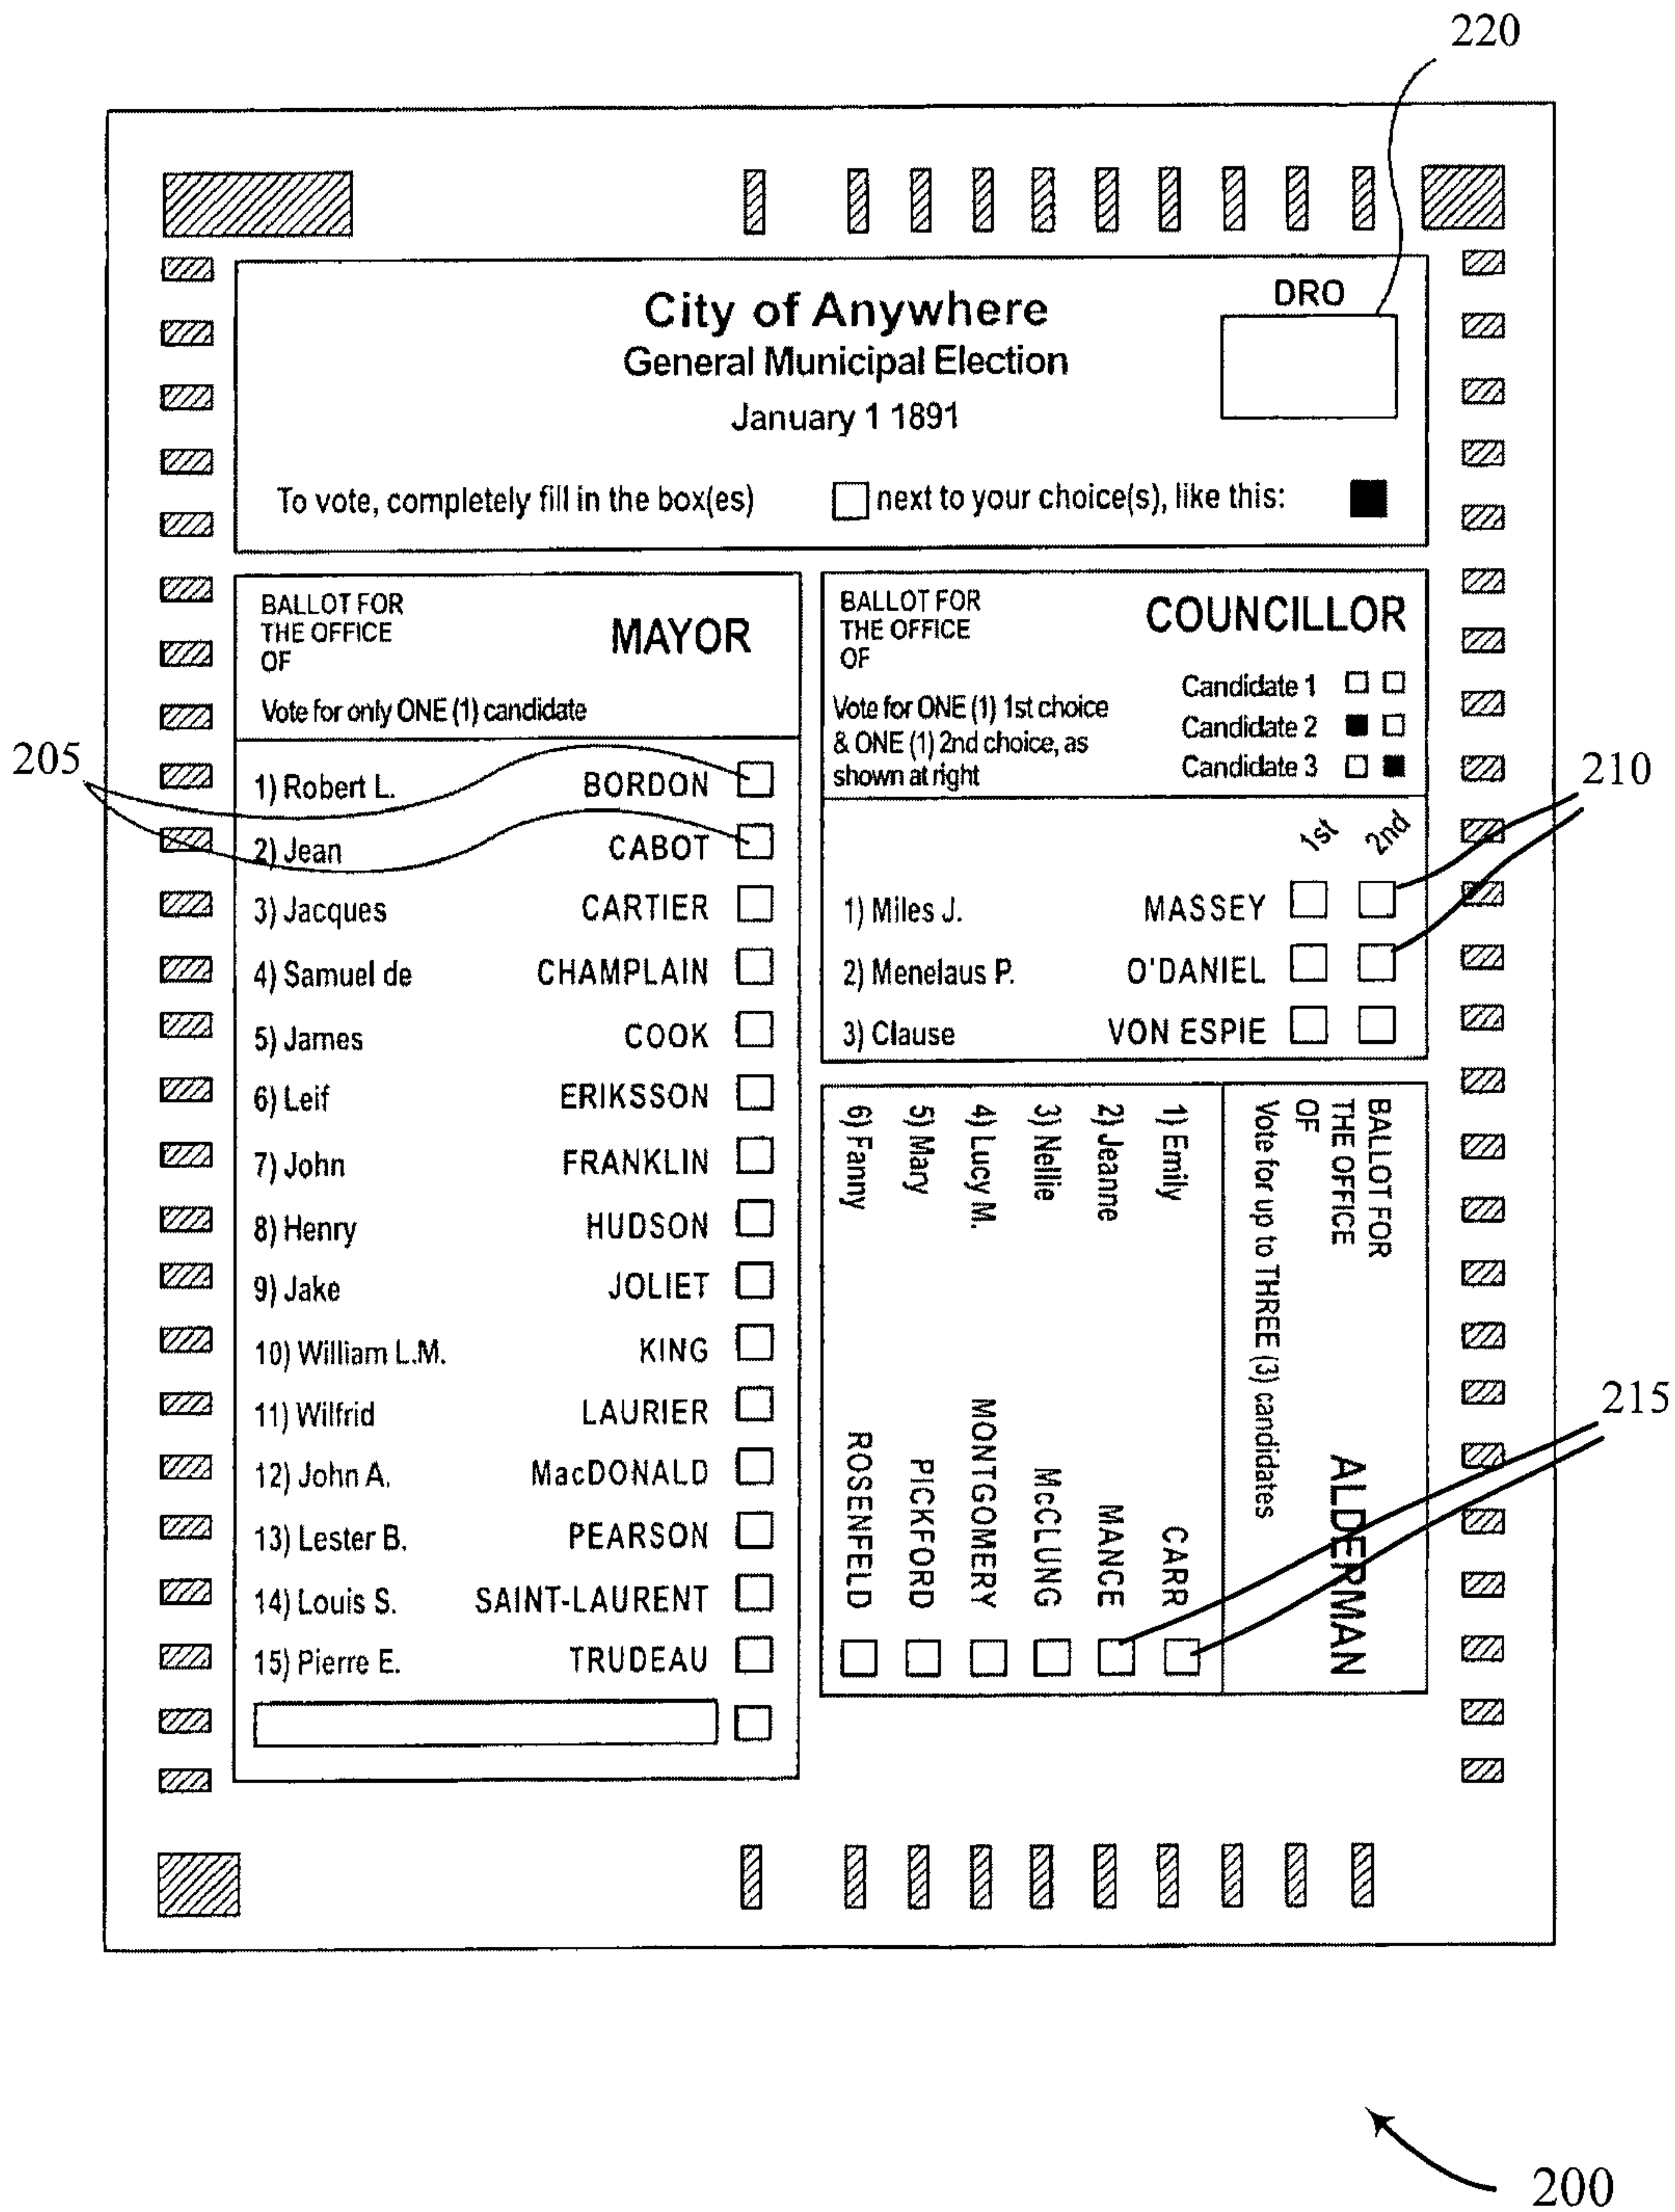 220
DRO
City of Anywhere
General Municipal Election
January 1 1891
To vote, completely fill in the box(es) next to your choice(s), like this:
BALLOT FOR
THE OFFICE
OF
MAYOR
Vote for only ONE (1) candidate
205
1) Robert L. BORDON
2) Jean CABOT
3) Jacques CARTIER
4) Samuel de CHAMPLAIN
5) James COOK
6) Leif ERIKSSON
7) John FRANKLIN
8) Henry HUDSON
9) Jake JOLIET
10) William L.M. KING
11) Wilfrid LAURIER
12) John A. MacDONALD
13) Lester B. PEARSON
14) Louis S. SAINT-LAURENT
15) Pierre E. TRUDEAU
BALLOT FOR
THE OFFICE
OF
COUNCILLOR
Vote for ONE (1) 1st choice
& ONE (1) 2nd choice, as
shown at right
Candidate 1
Candidate 2
Candidate 3
210
1st 2nd
1) Miles J. MASSEY
2) Menelaus P. O'DANIEL
3) Clause VON ESPIE
BALLOT FOR
THE OFFICE
OF
ALDERMAN
Vote for up to THREE (3) candidates
215
1) Emily CARR
2) Jeanne MANCE
3) Nellie McCLUNG
4) Lucy M. MONTGOMERY
5) Mary PICKFORD
6) Fanny ROSENFELD
200